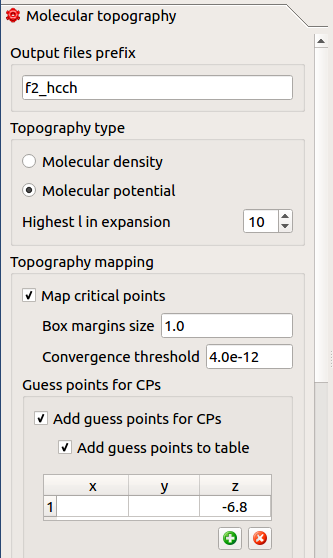 Molecular topography
Output files prefix
f2_hcch
Topography type
Molecular density
Molecular potential
Highest l in expansion 10
Topography mapping
Map critical points
Box margins size 1.0
Convergence threshold 4.0e-12
Guess points for CPs
Add guess points for CPs
Add guess points to table
x y z
1 -6.8